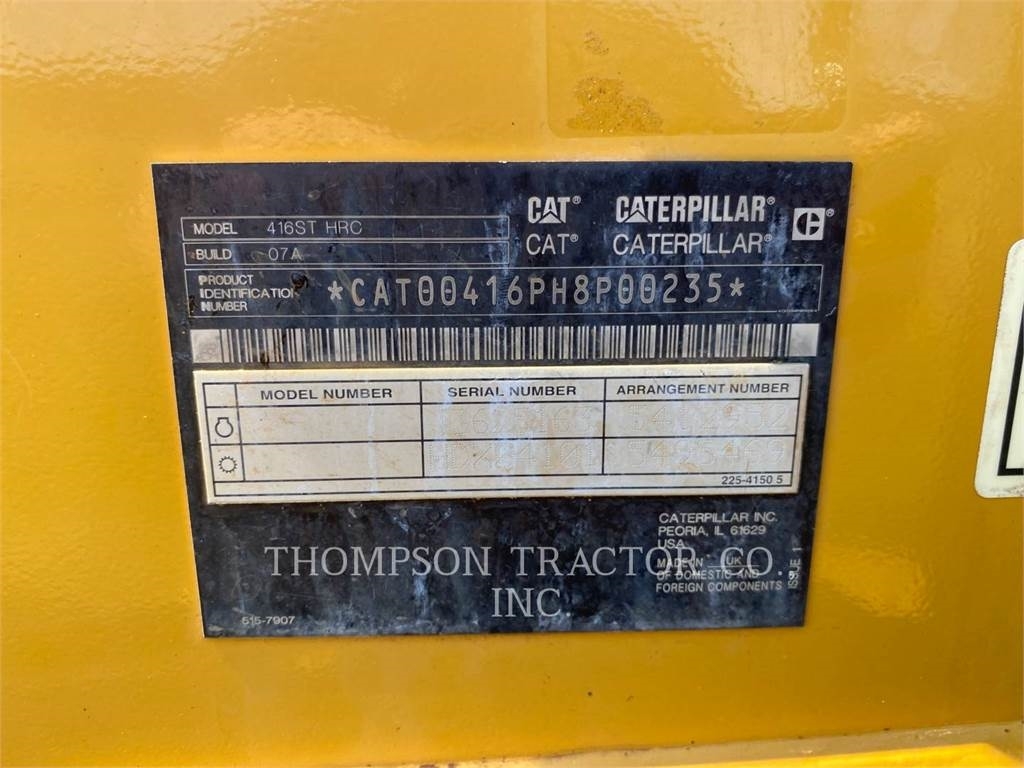 MODEL 416ST HRC
CAT® CATERPILLAR®
BUILD 07A
CAT® CATERPILLAR®
PRODUCT
IDENTIFICATION
NUMBER
*CAT00416PH8P00235*
MODEL NUMBER SERIAL NUMBER ARRANGEMENT NUMBER
225-4150 5
CATERPILLAR INC.
PEORIA, IL 61629
USA
MADE IN UK
OF DOMESTIC AND
FOREIGN COMPONENTS
ISSUE 1
THOMPSON TRACTOR CO.,
INC.
515-7907